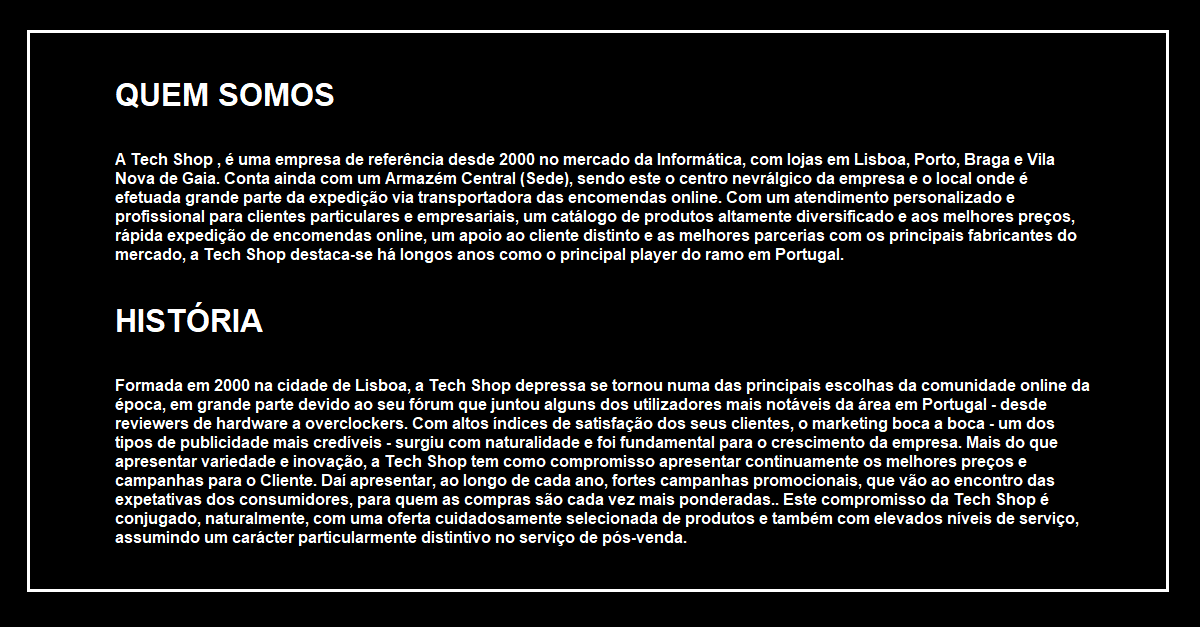 QUEM SOMOS
A Tech Shop , é uma empresa de referência desde 2000 no mercado da Informática, com lojas em Lisboa, Porto, Braga e Vila
Nova de Gaia. Conta ainda com um Armazém Central (Sede), sendo este o centro nevrálgico da empresa e o local onde é
efetuada grande parte da expedição via transportadora das encomendas online. Com um atendimento personalizado e
profissional para clientes particulares e empresariais, um catálogo de produtos altamente diversificado e aos melhores preços,
rápida expedição de encomendas online, um apoio ao cliente distinto e as melhores parcerias com os principais fabricantes do
mercado, a Tech Shop destaca-se há longos anos como o principal player do ramo em Portugal.
HISTÓRIA
Formada em 2000 na cidade de Lisboa, a Tech Shop depressa se tornou numa das principais escolhas da comunidade online da
época, em grande parte devido ao seu fórum que juntou alguns dos utilizadores mais notáveis da área em Portugal - desde
reviewers de hardware a overclockers. Com altos índices de satisfação dos seus clientes, o marketing boca a boca - um dos
tipos de publicidade mais credíveis - surgiu com naturalidade e foi fundamental para o crescimento da empresa. Mais do que
apresentar variedade e inovação, a Tech Shop tem como compromisso apresentar continuamente os melhores preços e
campanhas para o Cliente. Daí apresentar, ao longo de cada ano, fortes campanhas promocionais, que vão ao encontro das
expetativas dos consumidores, para quem as compras são cada vez mais ponderadas.. Este compromisso da Tech Shop é
conjugado, naturalmente, com uma oferta cuidadosamente selecionada de produtos e também com elevados níveis de serviço,
assumindo um carácter particularmente distintivo no serviço de pós-venda.